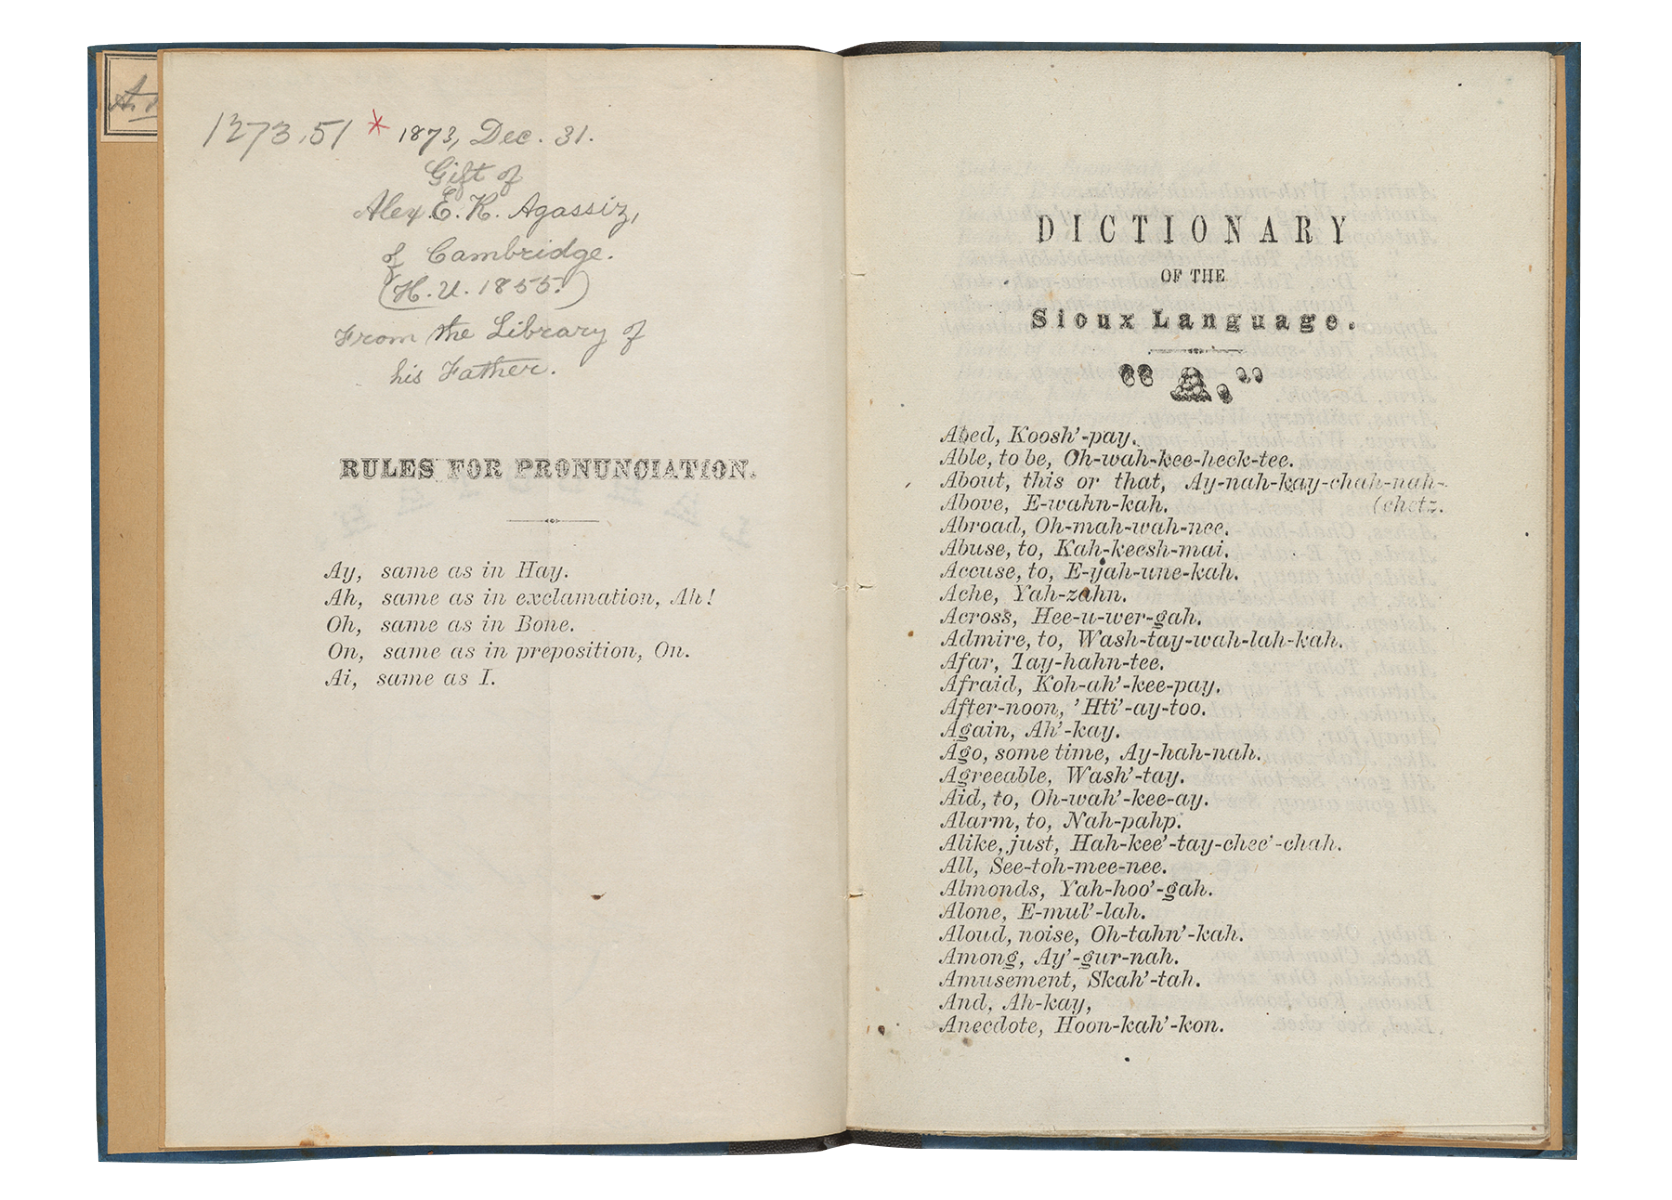 1273.51 * 1873, Dec. 31.
Gift of
Alex. E. R. Agassiz,
of Cambridge.
(H. U. 1855.)
From the Library of
his Father.
RULES FOR PRONUNCIATION.
Ay, same as in Hay.
Ah, same as in exclamation, Ah!
Oh, same as in Bone.
On, same as in preposition, On.
Ai, same as I.
DICTIONARY
OF THE
Sioux Language.
“ A,”
Abed, Koosh’-pay.
Able, to be, Oh-wah-kee-heck-tee.
About, this or that, Ay-nah-kay-chah-nah-
Above, E-wahn-kah. (chetz.
Abroad, Oh-mah-wah-nee.
Abuse, to, Kah-keesh-mai.
Accuse, to, E-yah-une-kah.
Ache, Yah-zahn.
Across, Hee-u-wer-gah.
Admire, to, Wash-tay-wah-lah-kah.
Afar, Tay-hahn-tee.
Afraid, Koh-ah’-kee-pay.
After-noon, ’Hti’-ay-too.
Again, Ah’-kay.
Ago, some time, Ay-hah-nah.
Agreeable, Wash’-tay.
Aid, to, Oh-wah’-kee-ay.
Alarm, to, Nah-pahp.
Alike, just, Hah-kee’-tay-chee’-chah.
All, See-toh-mee-nee.
Almonds, Yah-hoo’-gah.
Alone, E-mul’-lah.
Aloud, noise, Oh-tahn’-kah.
Among, Ay’-gur-nah.
Amusement, Skah’-tah.
And, Ah-kay,
Anecdote, Hoon-kah’-kon.